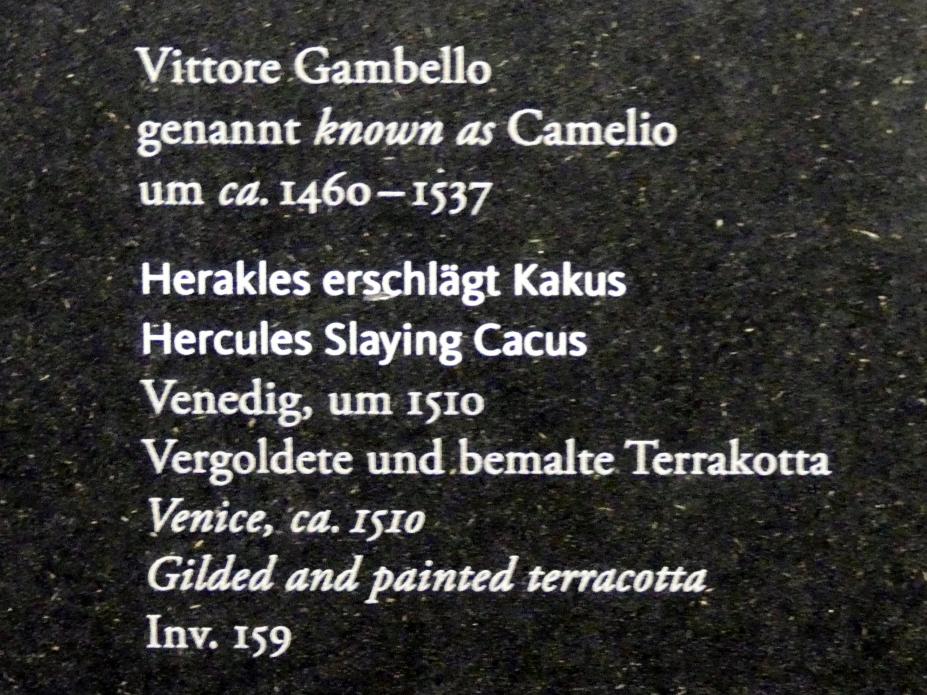 Vittore Gambello
genannt known as Camelio
um ca. 1460–1537
Herakles erschlägt Kakus
Hercules Slaying Cacus
Venedig, um 1510
Vergoldete und bemalte Terrakotta
Venice, ca. 1510
Gilded and painted terracotta
Inv. 159